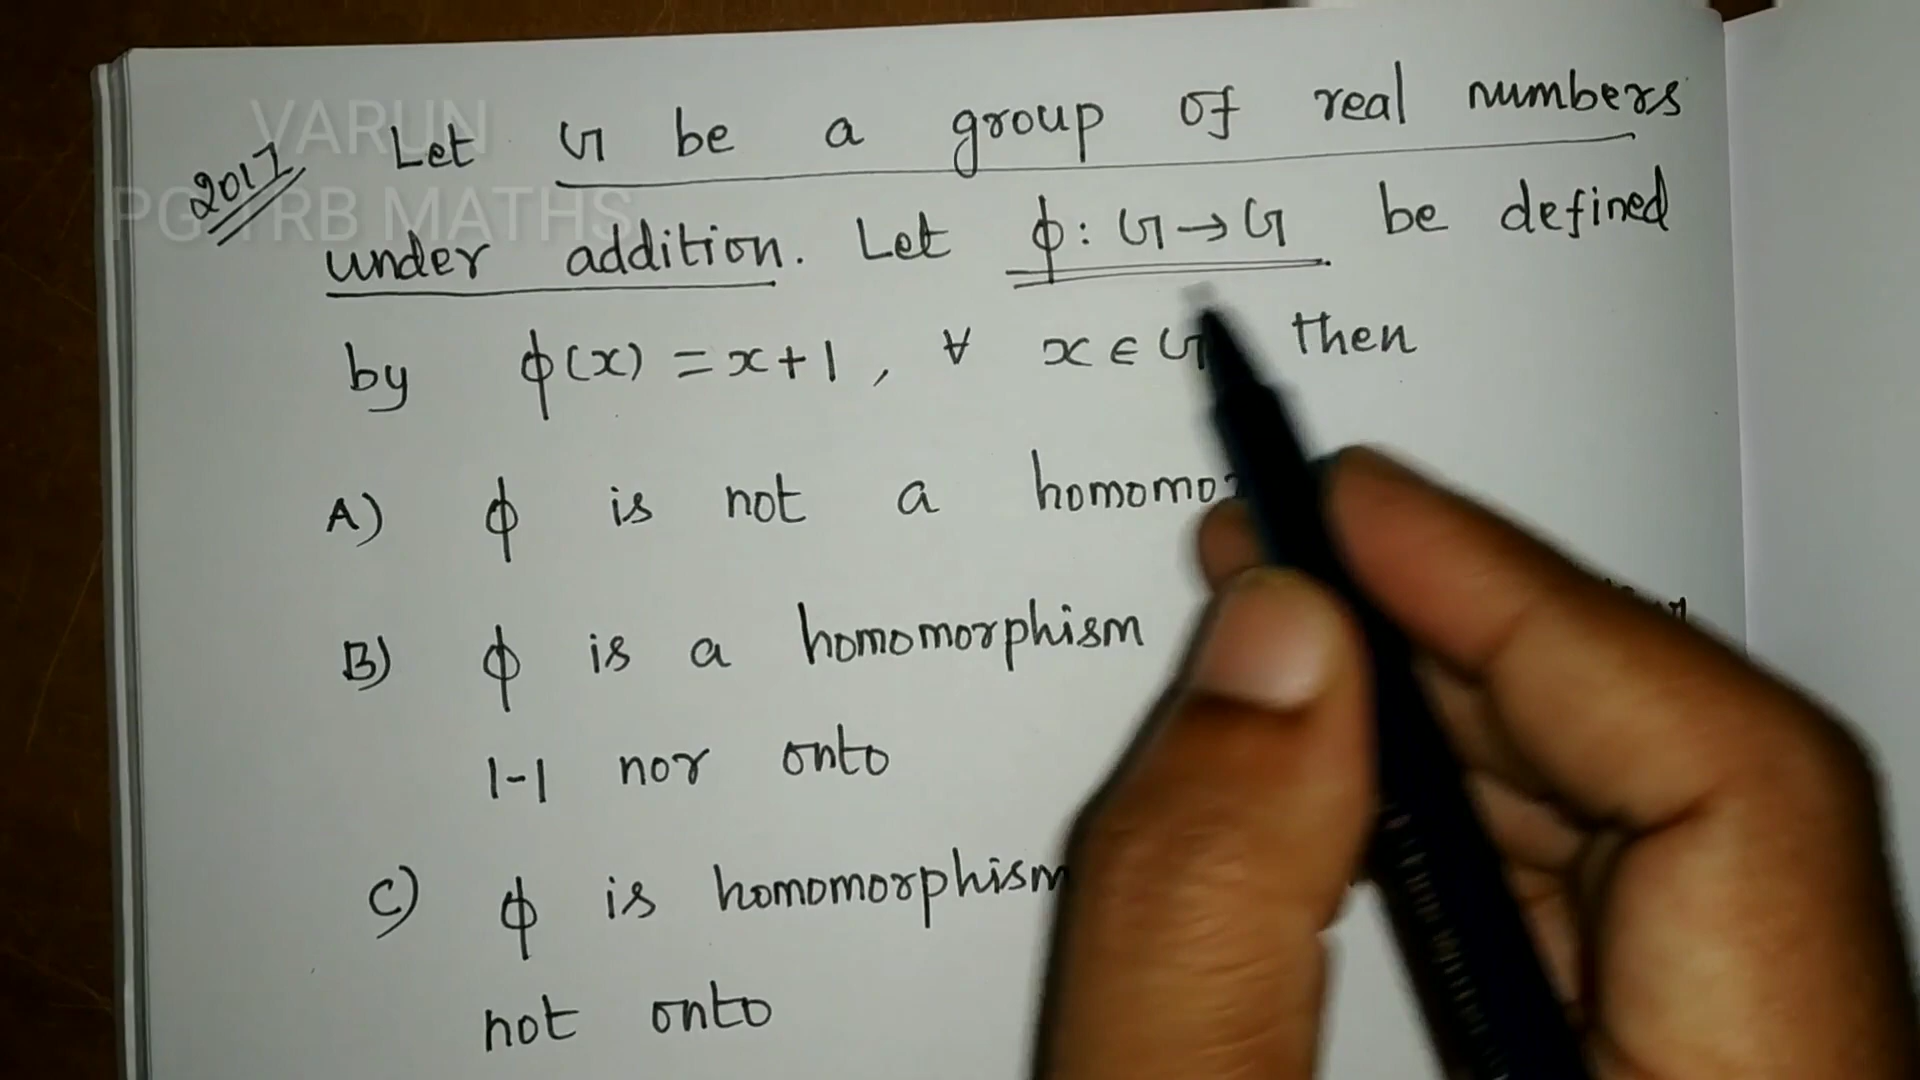 VARUN
PG TRB MATHS
2017
Let G be a group of real numbers
under addition. Let ϕ: G→G be defined
by ϕ(x) = x+1, ∀ x∈G then
A) ϕ is not a
B) ϕ is a homomorphism
1-1 nor onto
C) ϕ is homomorphism
not onto